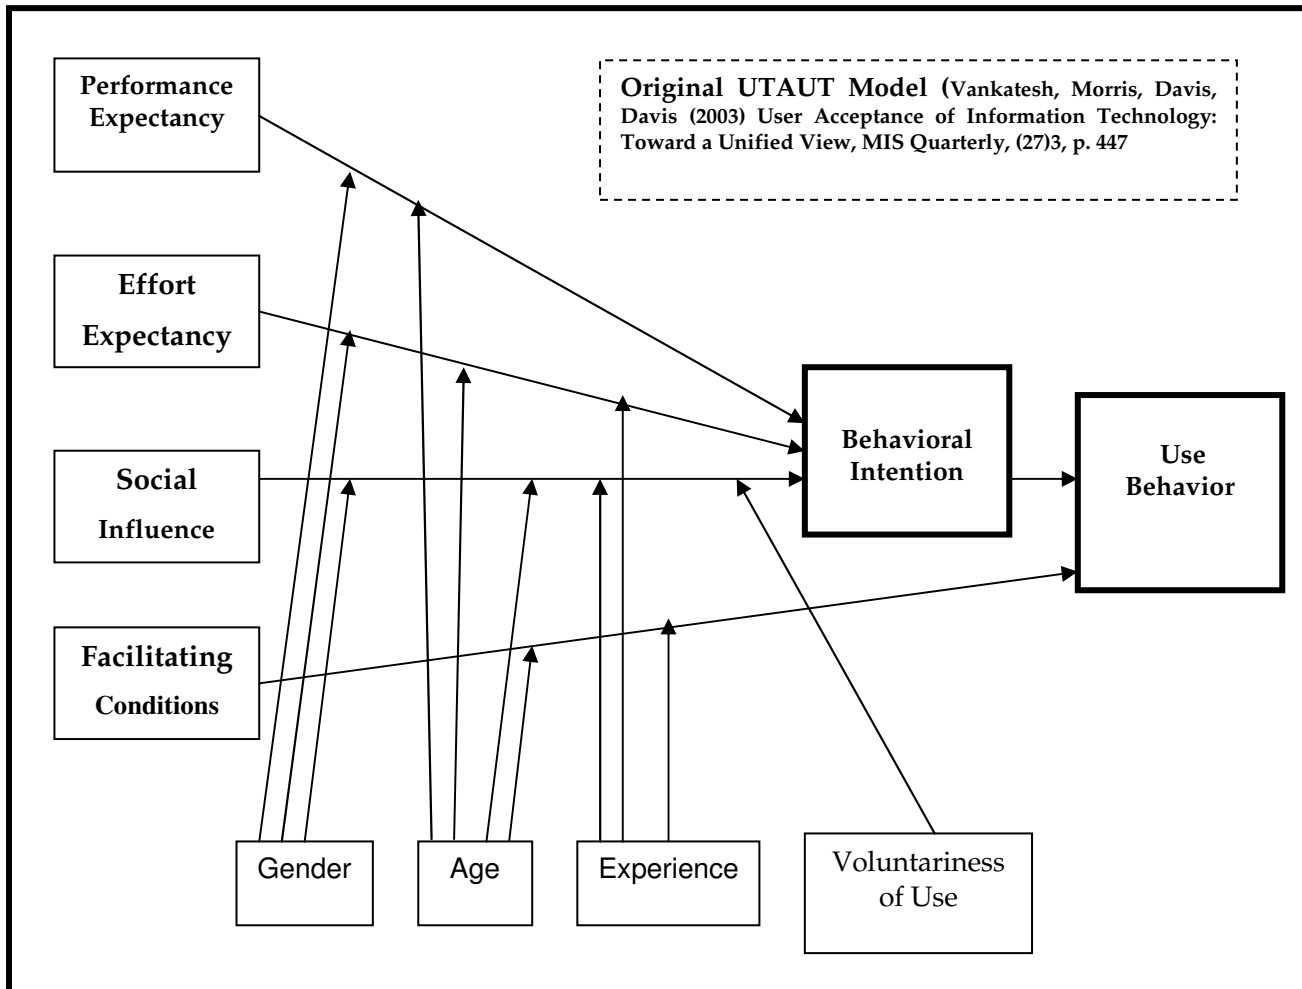 Performance
Expectancy
Original UTAUT Model (Vankatesh, Morris, Davis,
Davis (2003) User Acceptance of Information Technology:
Toward a Unified View, MIS Quarterly, (27)3, p. 447
Effort
Expectancy
Behavioral
Intention
Use
Behavior
Social
Influence
Facilitating
Conditions
Gender
Age
Experience
Voluntariness
of Use